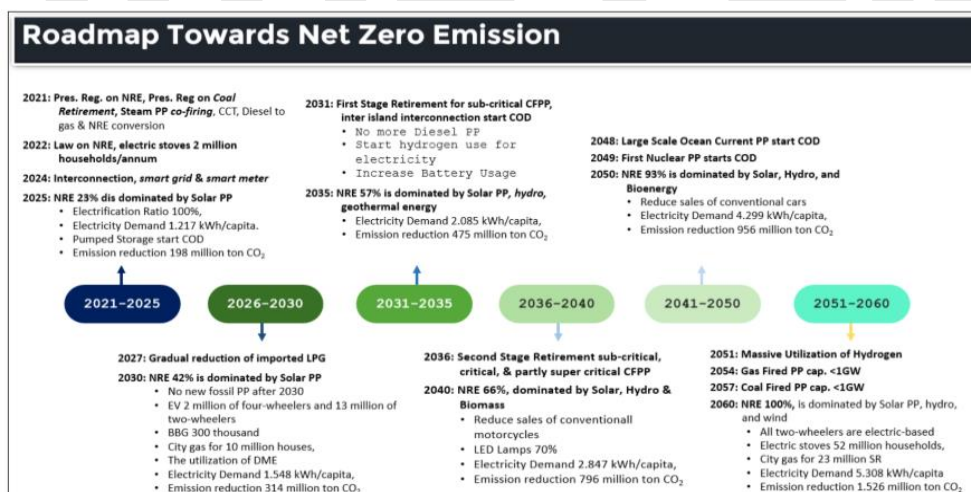 Roadmap Towards Net Zero Emission
2021: Pres. Reg. on NRE, Pres. Reg on Coal
Retirement, Steam PP co-firing, CCT, Diesel to
gas & NRE conversion
2022: Law on NRE, electric stoves 2 million
households/annum
2024: Interconnection, smart grid & smart meter
2025: NRE 23% dis dominated by Solar PP
• Electrification Ratio 100%,
• Electricity Demand 1.217 kWh/capita.
• Pumped Storage start COD
• Emission reduction 198 million ton CO₂
2031: First Stage Retirement for sub-critical CFPP,
inter island interconnection start COD
• No more Diesel PP
• Start hydrogen use for
electricity
• Increase Battery Usage
2035: NRE 57% is dominated by Solar PP, hydro,
geothermal energy
• Electricity Demand 2.085 kWh/capita,
• Emission reduction 475 million ton CO₂
2048: Large Scale Ocean Current PP start COD
2049: First Nuclear PP starts COD
2050: NRE 93% is dominated by Solar, Hydro, and
Bioenergy
• Reduce sales of conventional cars
• Electricity Demand 4.299 kWh/capita,
• Emission reduction 956 million ton CO₂
2021-2025
2026-2030
2031-2035
2036-2040
2041-2050
2051-2060
2027: Gradual reduction of imported LPG
2030: NRE 42% is dominated by Solar PP
• No new fossil PP after 2030
• EV 2 million of four-wheelers and 13 million of
two-wheelers
• BBG 300 thousand
• City gas for 10 million houses,
• The utilization of DME
• Electricity Demand 1.548 kWh/capita,
• Emission reduction 314 million ton CO₂
2036: Second Stage Retirement sub-critical,
critical, & partly super critical CFPP
2040: NRE 66%, dominated by Solar, Hydro &
Biomass
• Reduce sales of conventionall
motorcycles
• LED Lamps 70%
• Electricity Demand 2.847 kWh/capita,
• Emission reduction 796 million ton CO₂
2051: Massive Utilization of Hydrogen
2054: Gas Fired PP cap. <1GW
2057: Coal Fired PP cap. <1GW
2060: NRE 100%, is dominated by Solar PP, hydro,
and wind
• All two-wheelers are electric-based
• Electric stoves 52 million households,
• City gas for 23 million SR
• Electricity Demand 5.308 kWh/capita
• Emission reduction 1.526 million ton CO₂